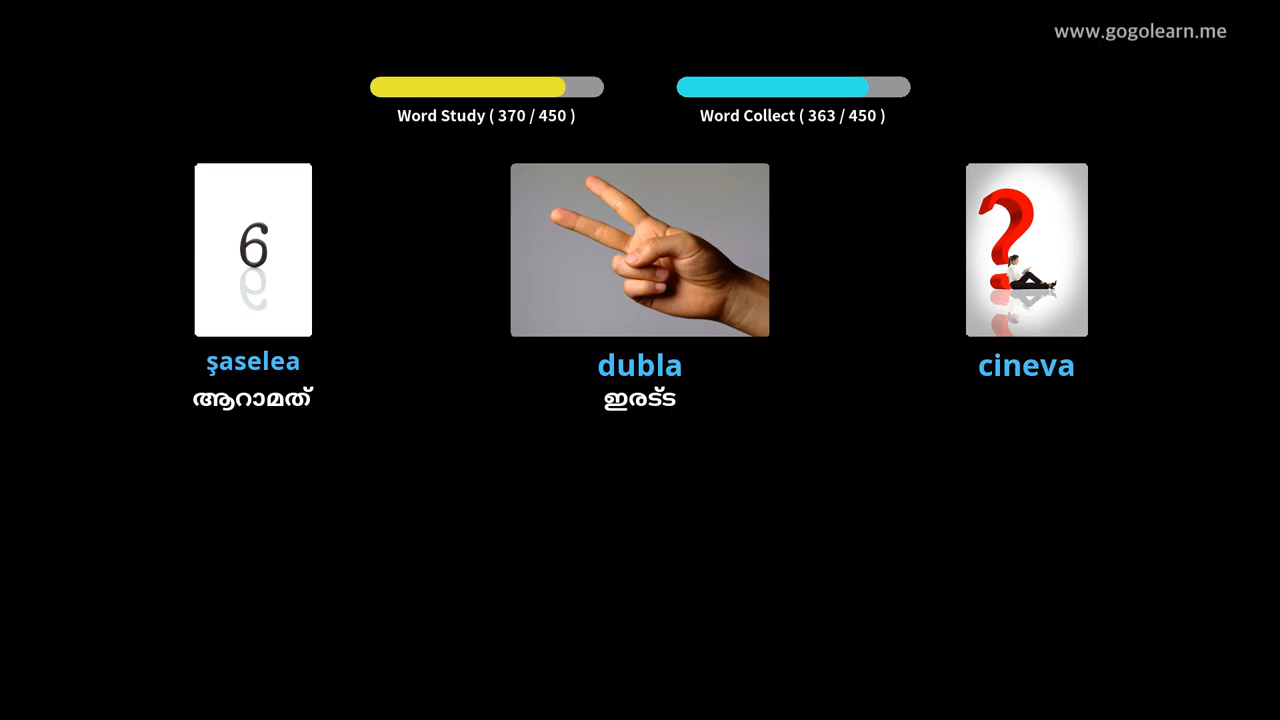 www.gogolearn.me
Word Study ( 370 / 450 )
Word Collect ( 363 / 450 )
6
şaselea
ആറാമത്
dubla
ഇരട്ട
cineva